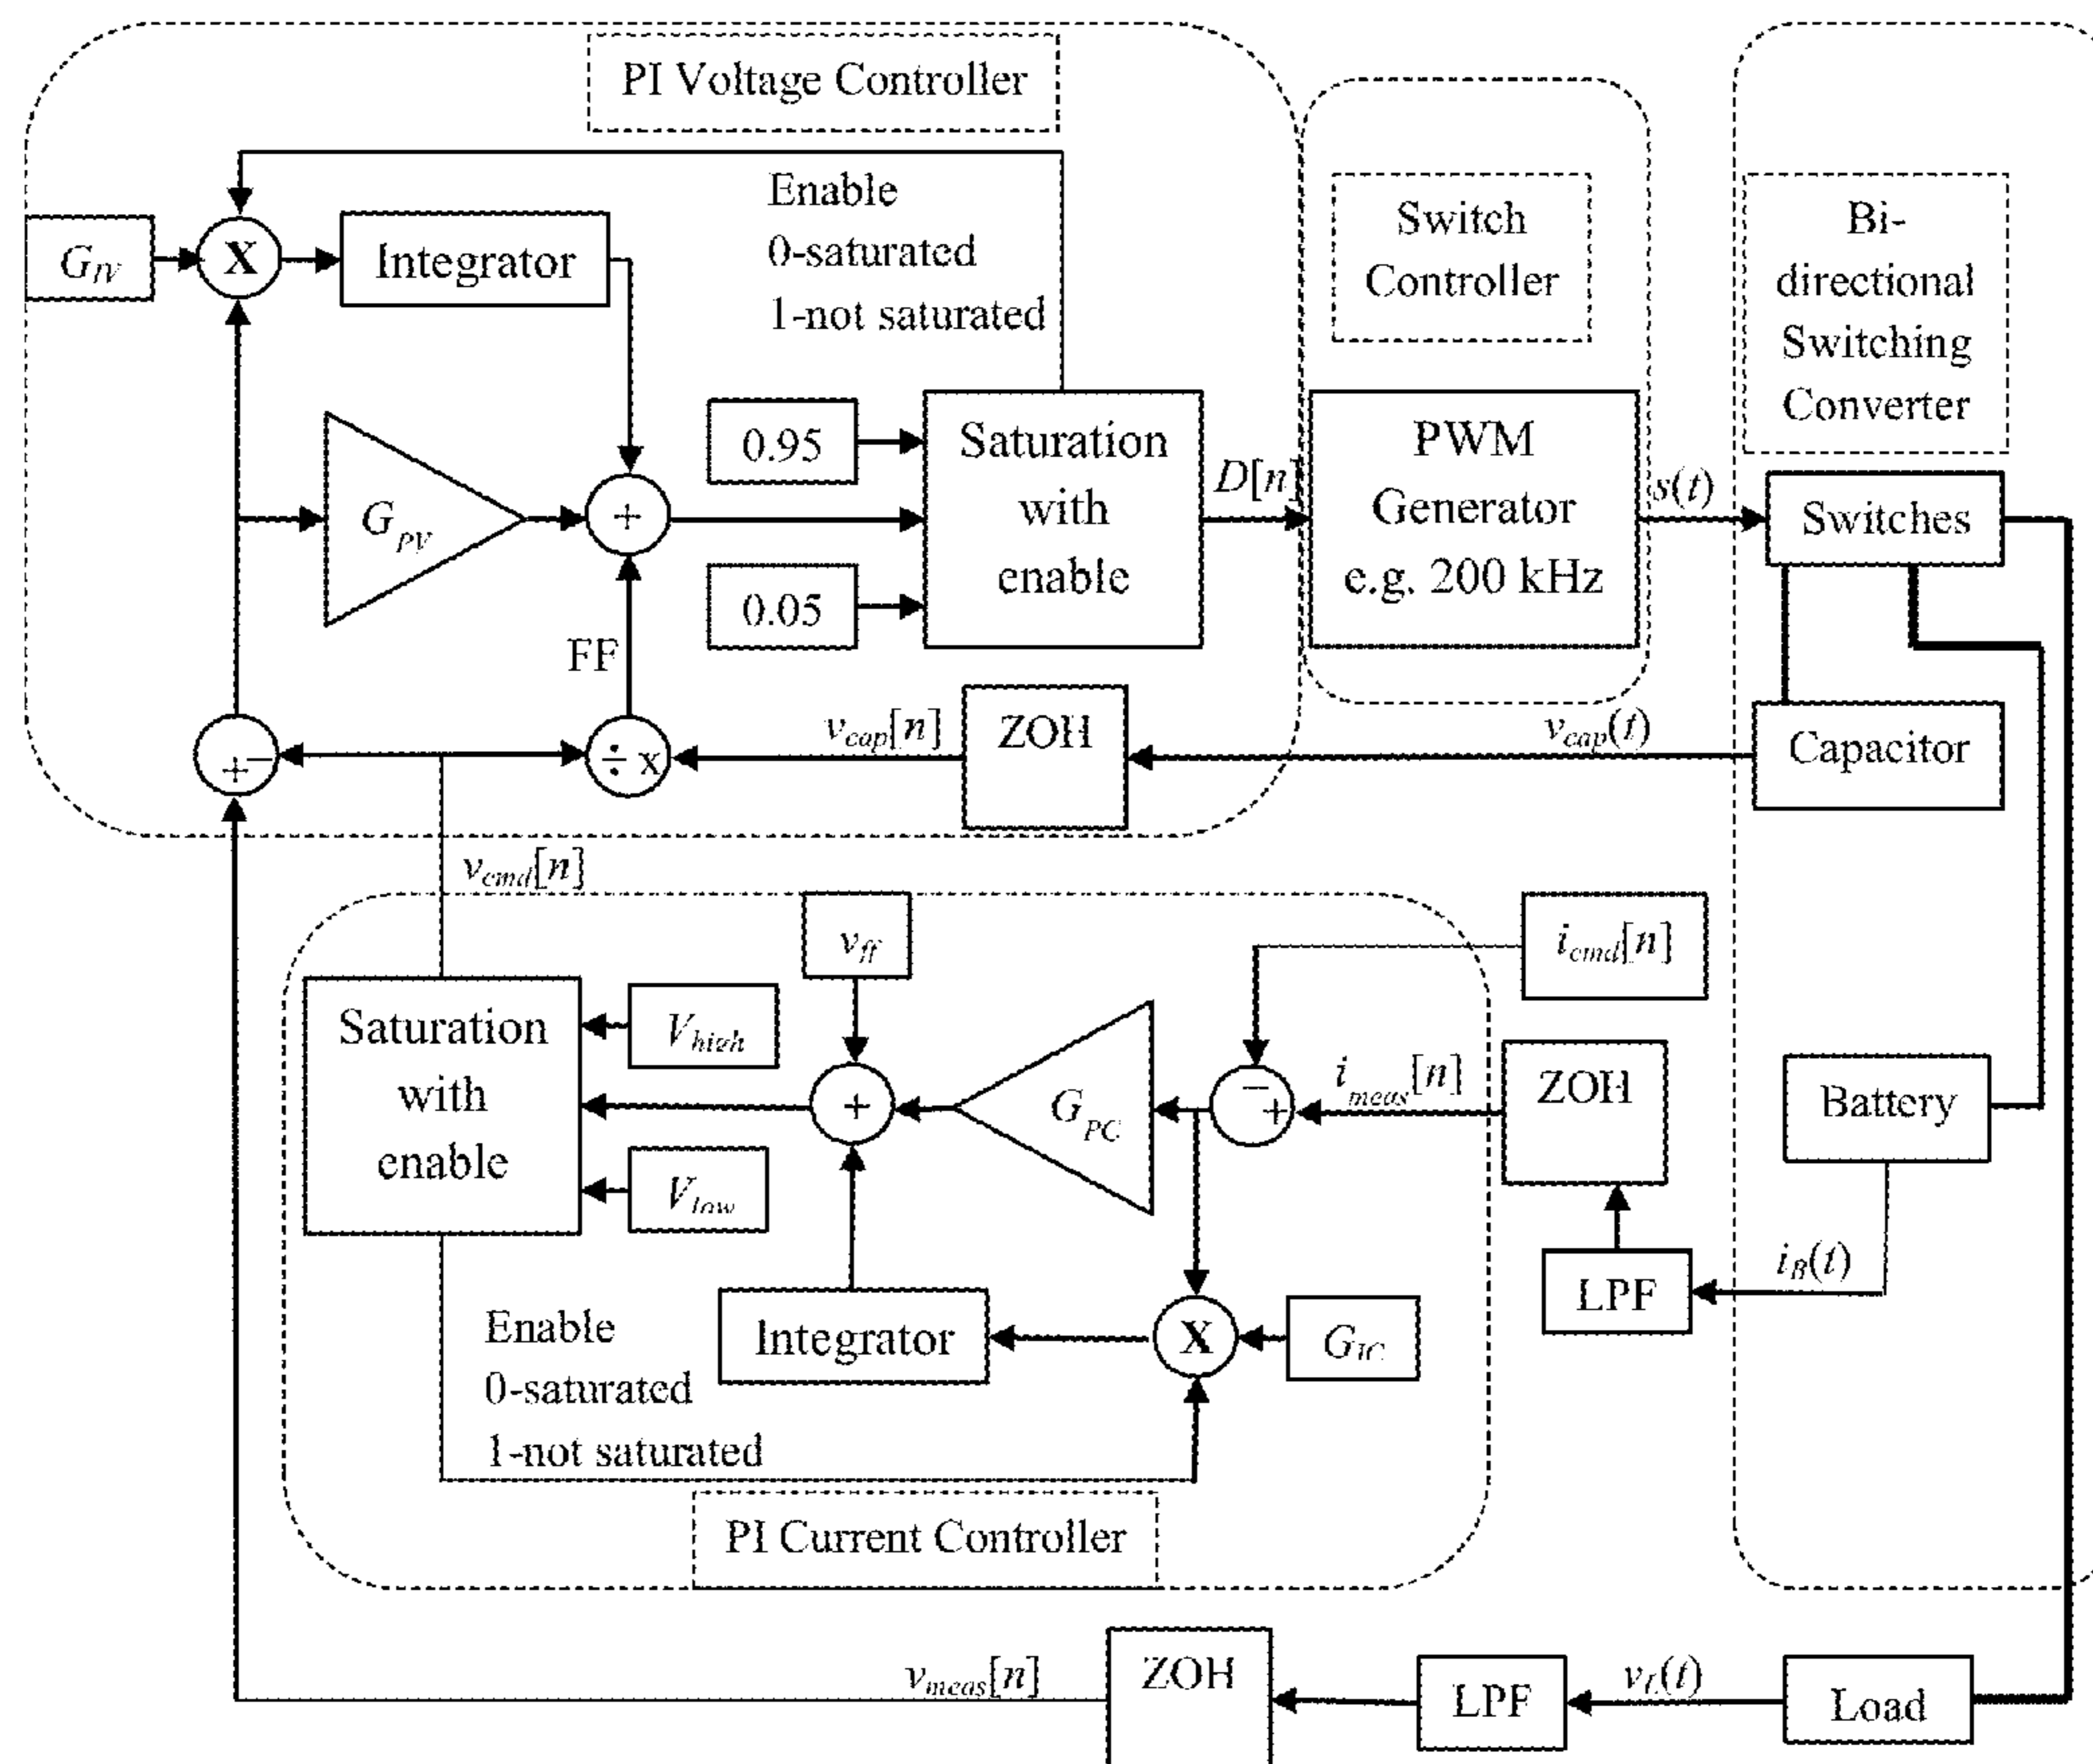 PI Voltage Controller
Enable
0-saturated
1-not saturated
G_IV
X
Integrator
G_PV
+
0.95
0.05
Saturation
with
enable
D[n]
FF
+ −
÷ x
v_cap[n]
ZOH
v_cap(t)
Switch
Controller
PWM
Generator
e.g. 200 kHz
s(t)
Bi-
directional
Switching
Converter
Switches
Capacitor
v_cmd[n]
v_ff
i_cmd[n]
Saturation
with
enable
V_high
V_low
+
G_PC
−
+
i_meas[n]
ZOH
Battery
LPF
i_B(t)
Enable
0-saturated
1-not saturated
Integrator
X
G_IC
PI Current Controller
v_meas[n]
ZOH
LPF
v_L(t)
Load